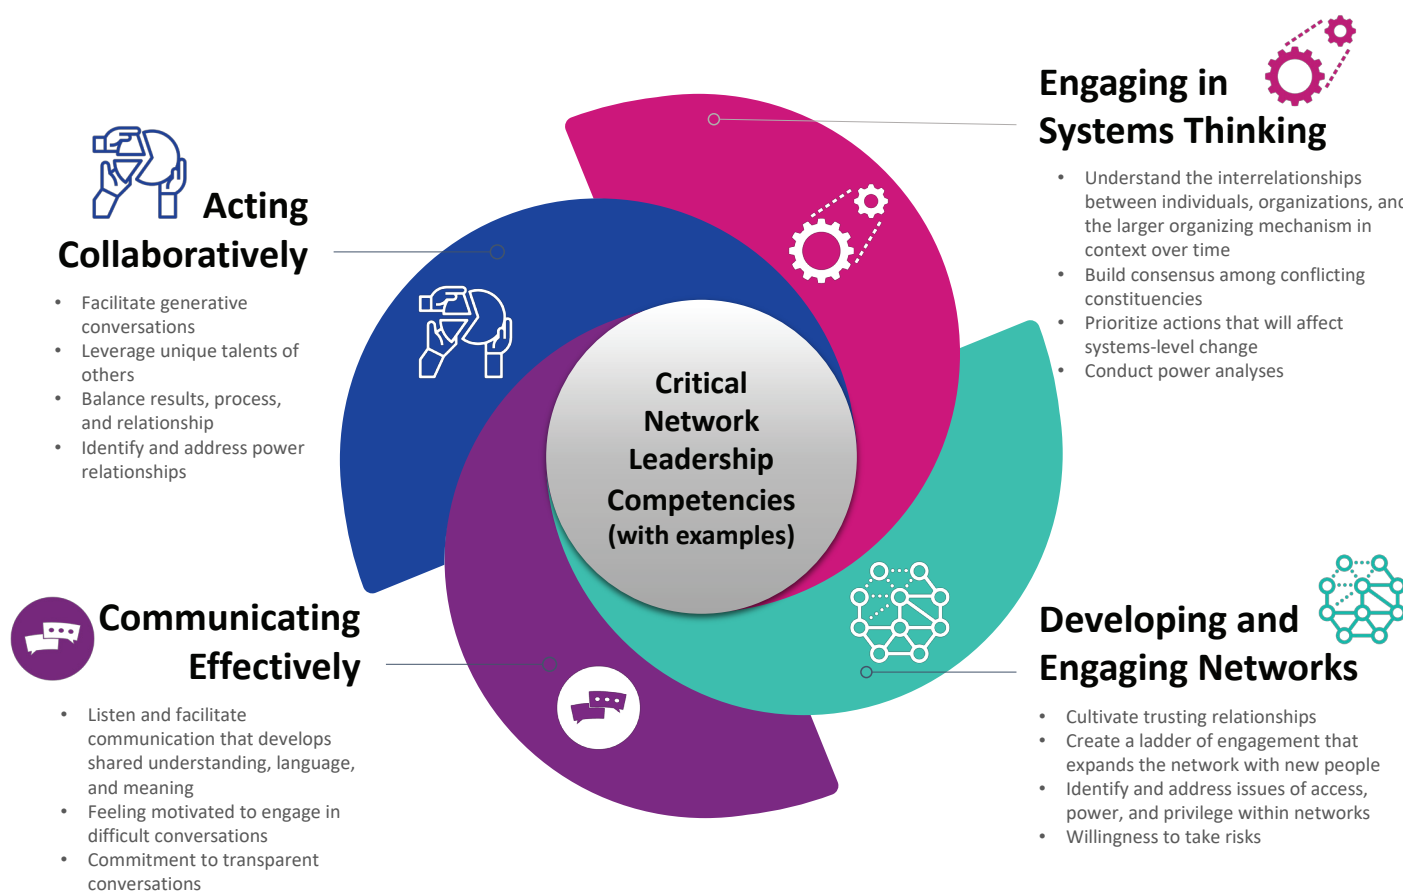 Critical
Network
Leadership
Competencies
(with examples)
Acting
Collaboratively
• Facilitate generative
conversations
• Leverage unique talents of
others
• Balance results, process,
and relationship
• Identify and address power
relationships
Engaging in
Systems Thinking
• Understand the interrelationships
between individuals, organizations, and
the larger organizing mechanism in
context over time
• Build consensus among conflicting
constituencies
• Prioritize actions that will affect
systems-level change
• Conduct power analyses
Communicating
Effectively
• Listen and facilitate
communication that develops
shared understanding, language,
and meaning
• Feeling motivated to engage in
difficult conversations
• Commitment to transparent
conversations
Developing and
Engaging Networks
• Cultivate trusting relationships
• Create a ladder of engagement that
expands the network with new people
• Identify and address issues of access,
power, and privilege within networks
• Willingness to take risks